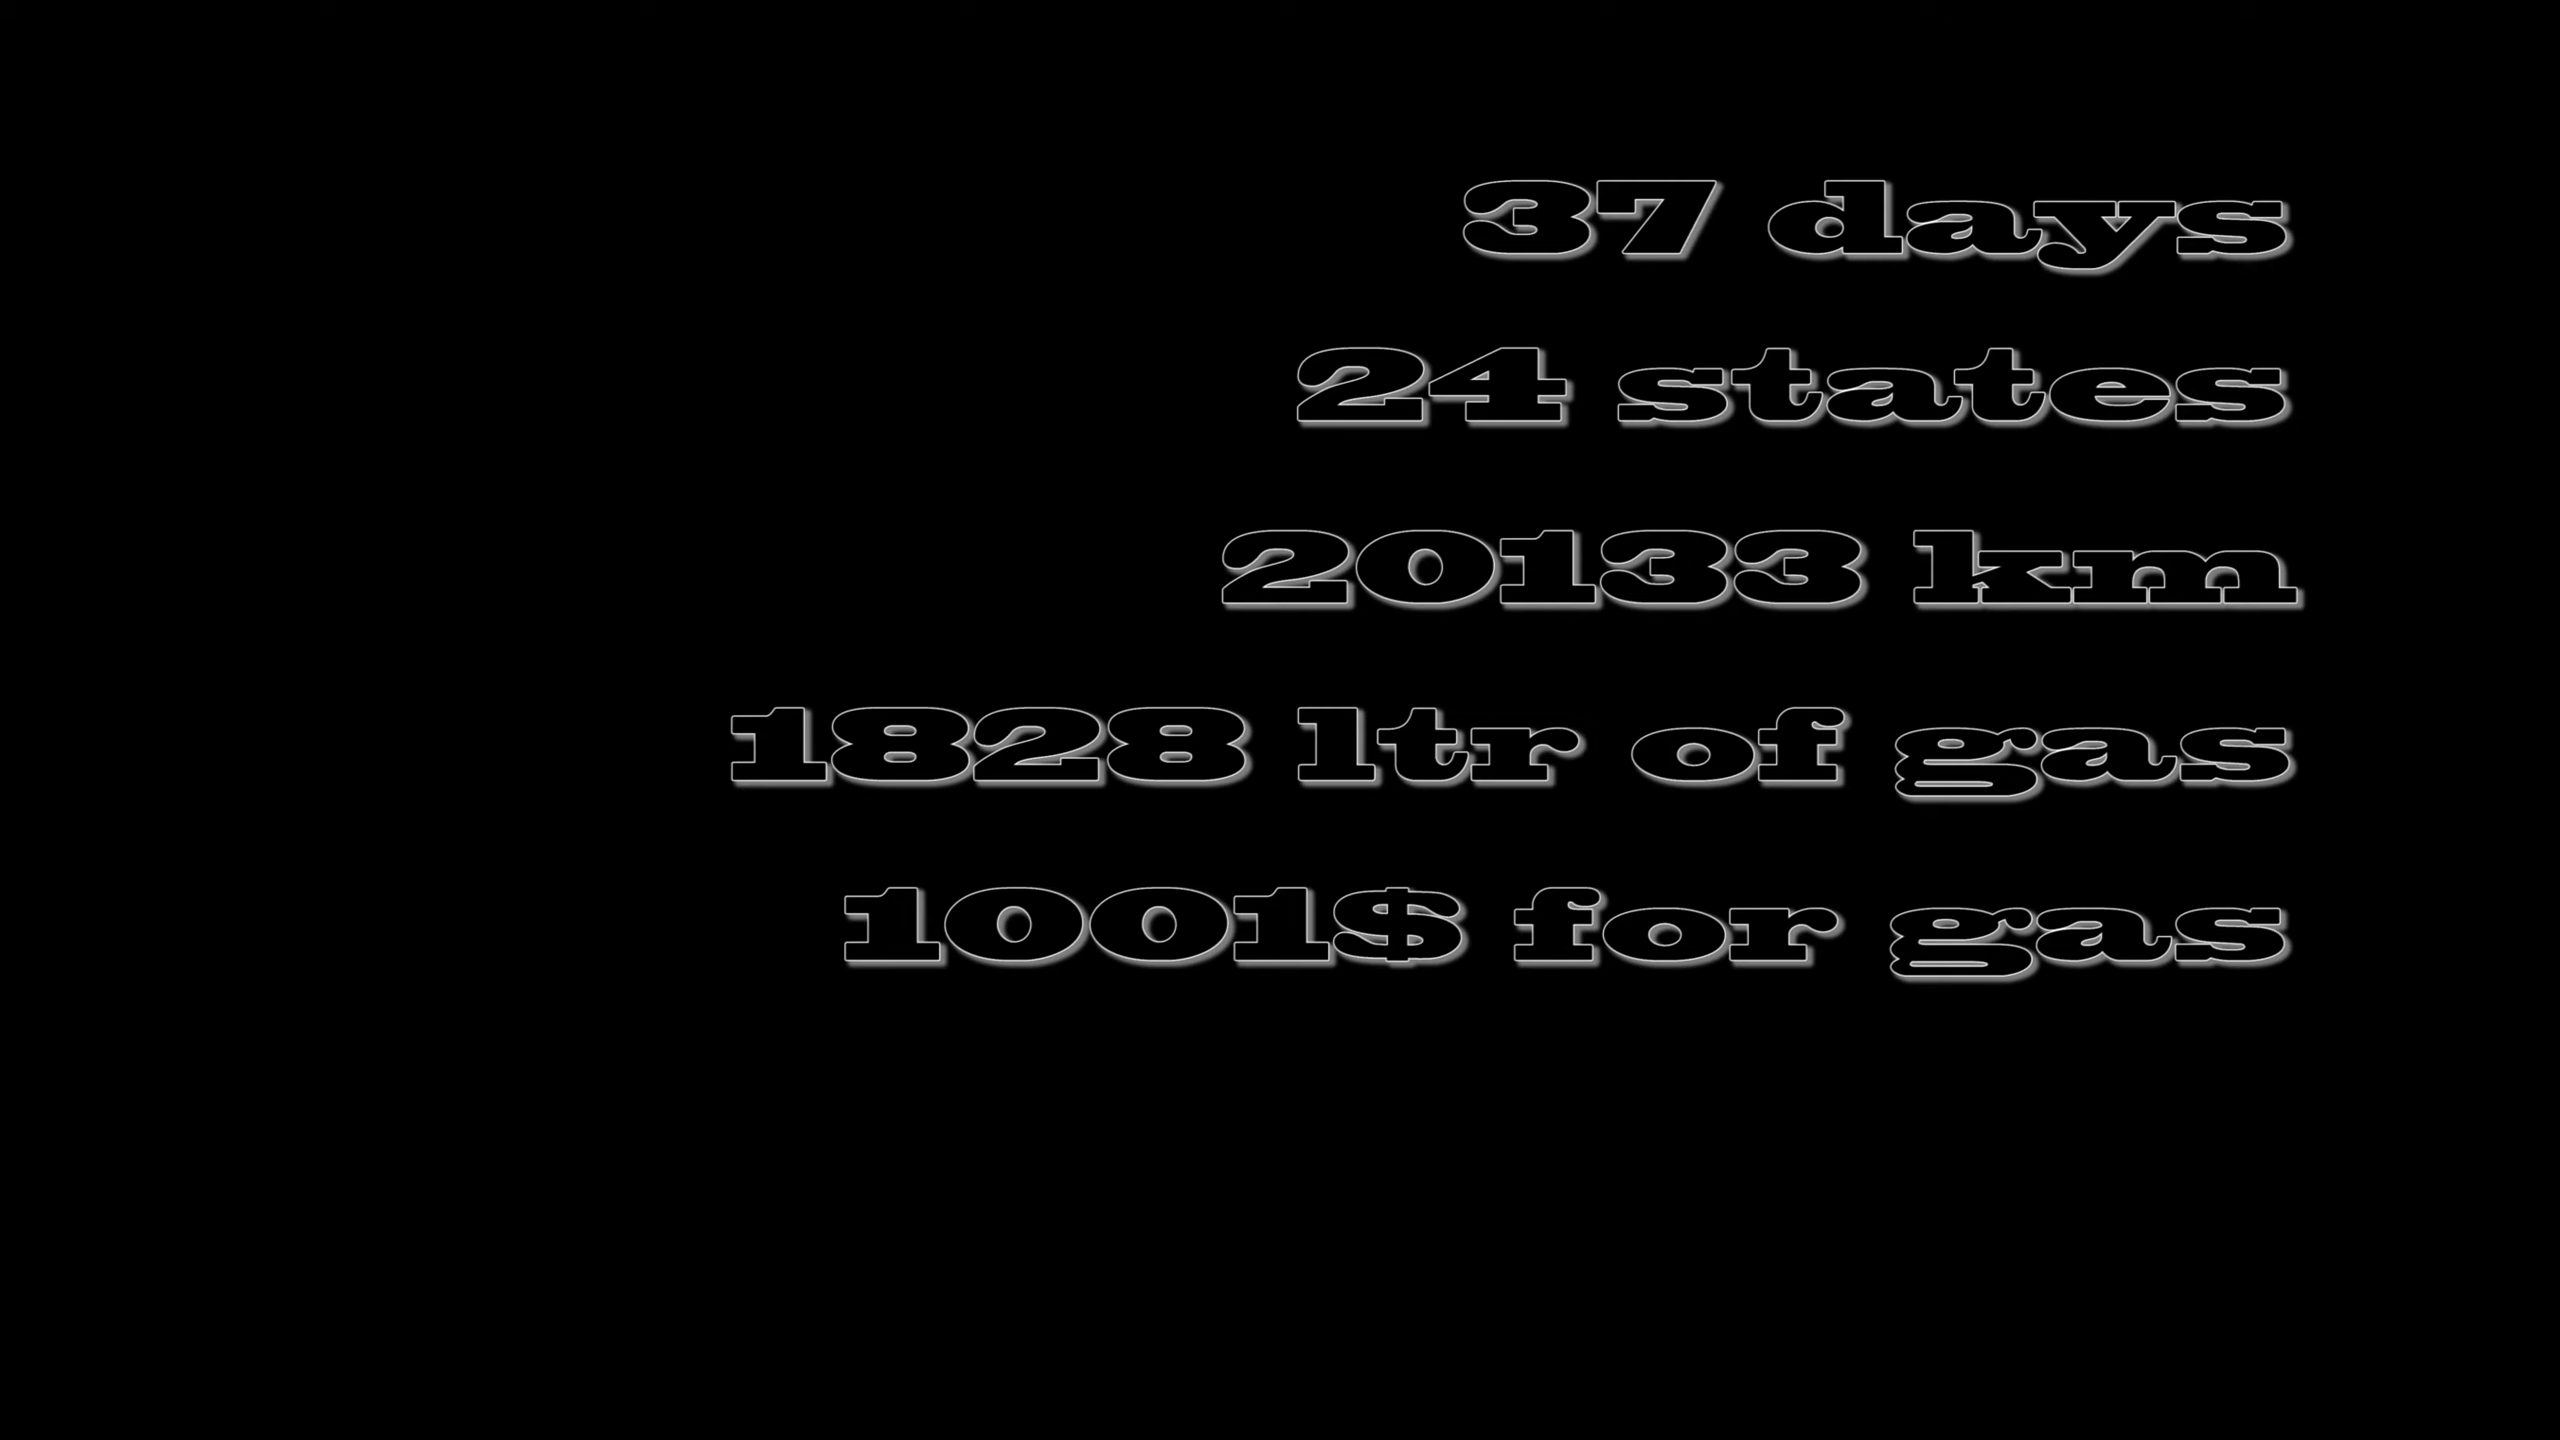 37 days
24 states
20133 km
1828 ltr of gas
1001$ for gas